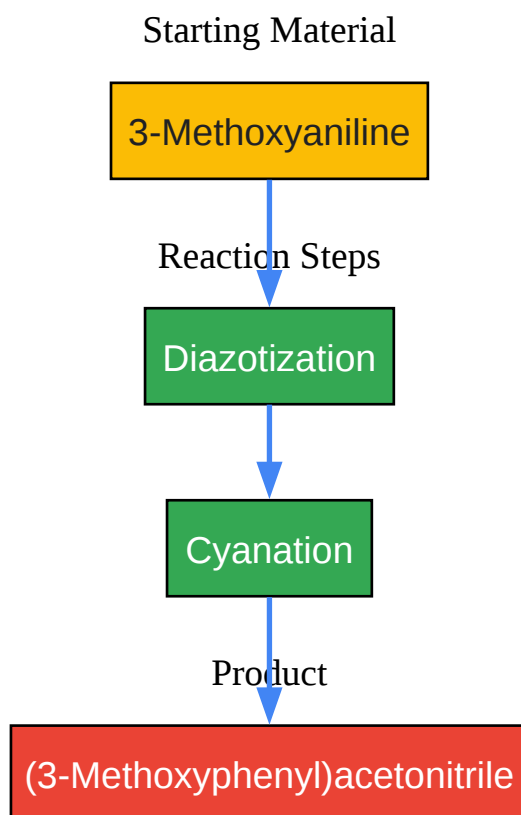 Starting Material
3-Methoxyaniline
Reaction Steps
Diazotization
Cyanation
Product
(3-Methoxyphenyl)acetonitrile